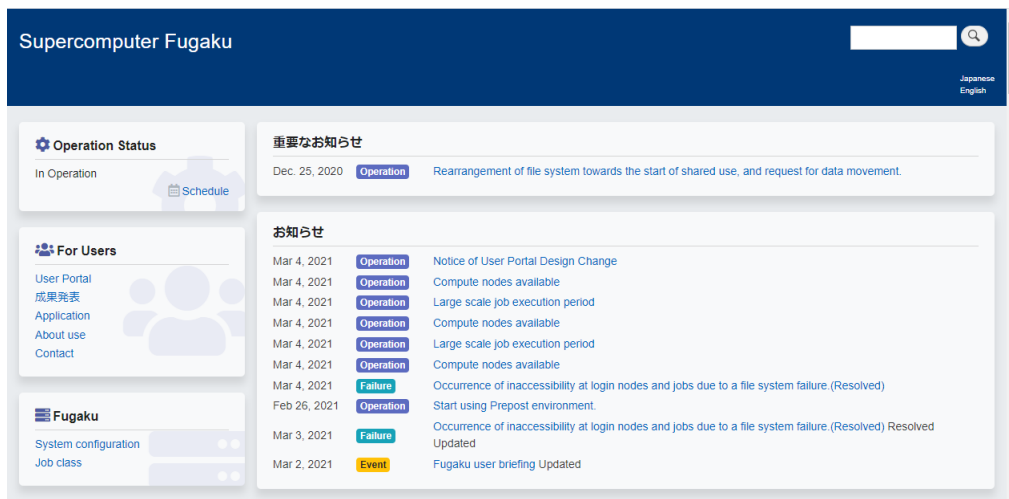 Supercomputer Fugaku
Japanese
English
Operation Status
In Operation
Schedule
For Users
User Portal
成果発表
Application
About use
Contact
Fugaku
System configuration
Job class
重要なお知らせ
Dec. 25, 2020 Operation Rearrangement of file system towards the start of shared use, and request for data movement.
お知らせ
Mar 4, 2021 Operation Notice of User Portal Design Change
Mar 4, 2021 Operation Compute nodes available
Mar 4, 2021 Operation Large scale job execution period
Mar 4, 2021 Operation Compute nodes available
Mar 4, 2021 Operation Large scale job execution period
Mar 4, 2021 Operation Compute nodes available
Mar 4, 2021 Failure Occurrence of inaccessibility at login nodes and jobs due to a file system failure.(Resolved)
Feb 26, 2021 Operation Start using Prepost environment.
Mar 3, 2021 Failure Occurrence of inaccessibility at login nodes and jobs due to a file system failure.(Resolved) Resolved
Updated
Mar 2, 2021 Event Fugaku user briefing Updated